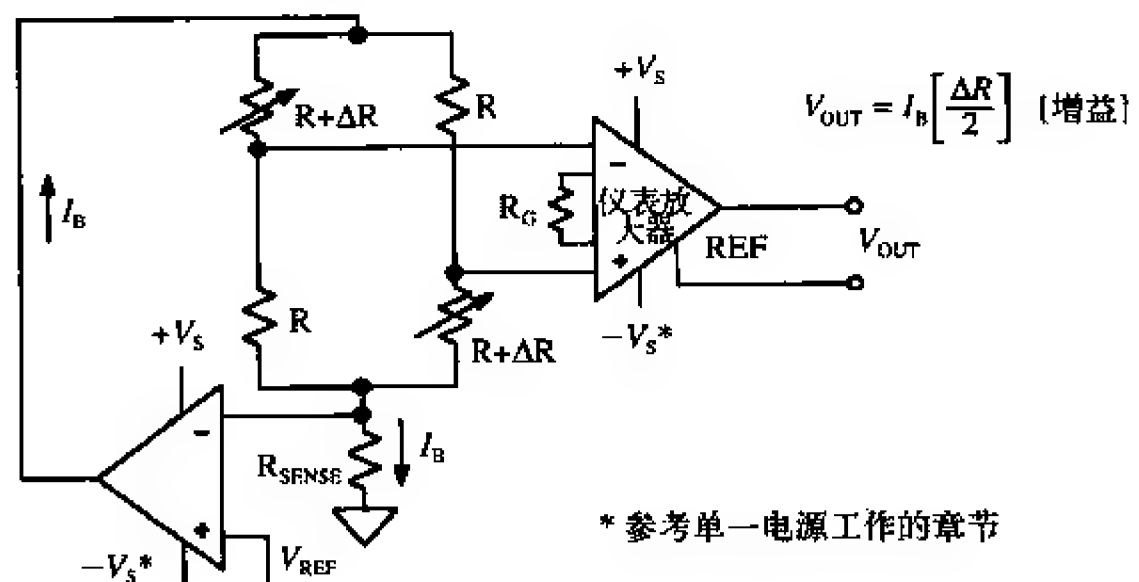 +V_S
V_OUT = I_B[ΔR/2] {增益}
R+ΔR
R
I_B
R_G
-
仪表放
大器
+
REF
V_OUT
-V_S*
R
R+ΔR
+V_S
-
R_SENSE
I_B
+
-V_S*
V_REF
*参考单一电源工作的章节